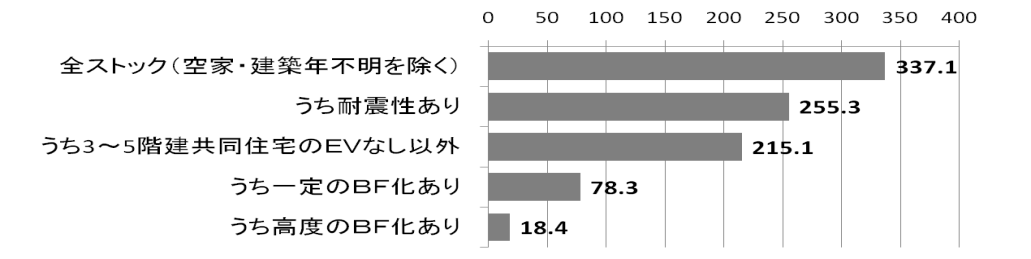 0 50 100 150 200 250 300 350 400
全ストック(空家・建築年不明を除く) 337.1
うち耐震性あり 255.3
うち3～5階建共同住宅のEVなし以外 215.1
うち一定のBF化あり 78.3
うち高度のBF化あり 18.4